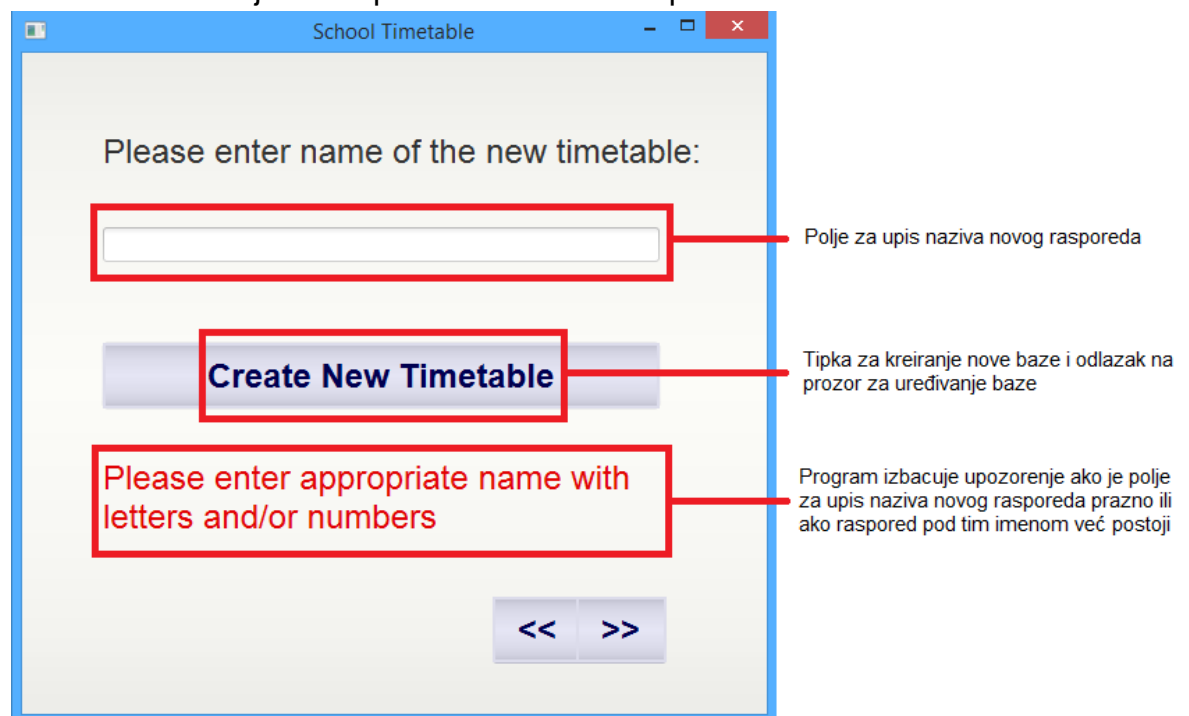 School Timetable
Please enter name of the new timetable:
Polje za upis naziva novog rasporeda
Create New Timetable
Tipka za kreiranje nove baze i odlazak na
prozor za uređivanje baze
Please enter appropriate name with
letters and/or numbers
Program izbacuje upozorenje ako je polje
za upis naziva novog rasporeda prazno ili
ako raspored pod tim imenom već postoji
<< >>